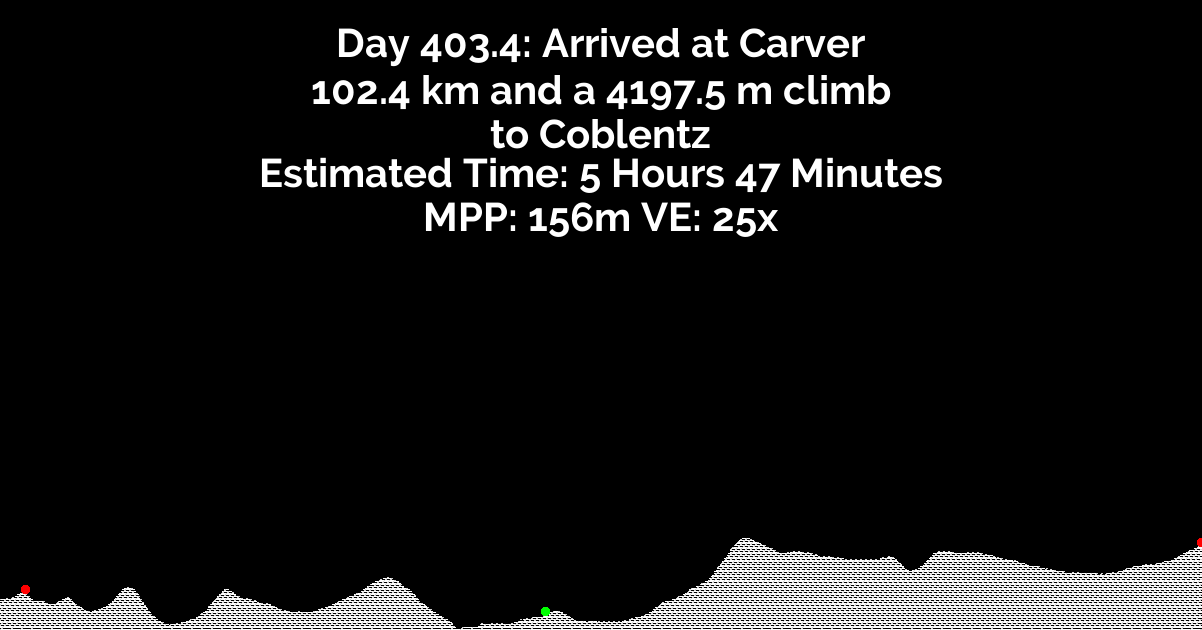 Day 403.4: Arrived at Carver
102.4 km and a 4197.5 m climb
to Coblentz
Estimated Time: 5 Hours 47 Minutes
MPP: 156m VE: 25x